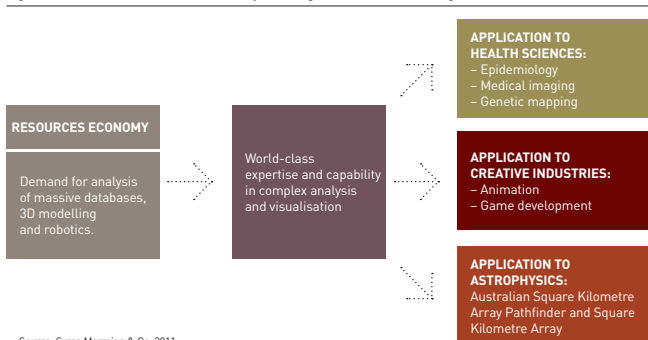 RESOURCES ECONOMY
Demand for analysis
of massive databases,
3D modelling
and robotics.
World-class
expertise and capability
in complex analysis
and visualisation
APPLICATION TO
HEALTH SCIENCES:
– Epidemiology
– Medical imaging
– Genetic mapping
APPLICATION TO
CREATIVE INDUSTRIES:
– Animation
– Game development
APPLICATION TO
ASTROPHYSICS:
Australian Square Kilometre
Array Pathfinder and Square
Kilometre Array